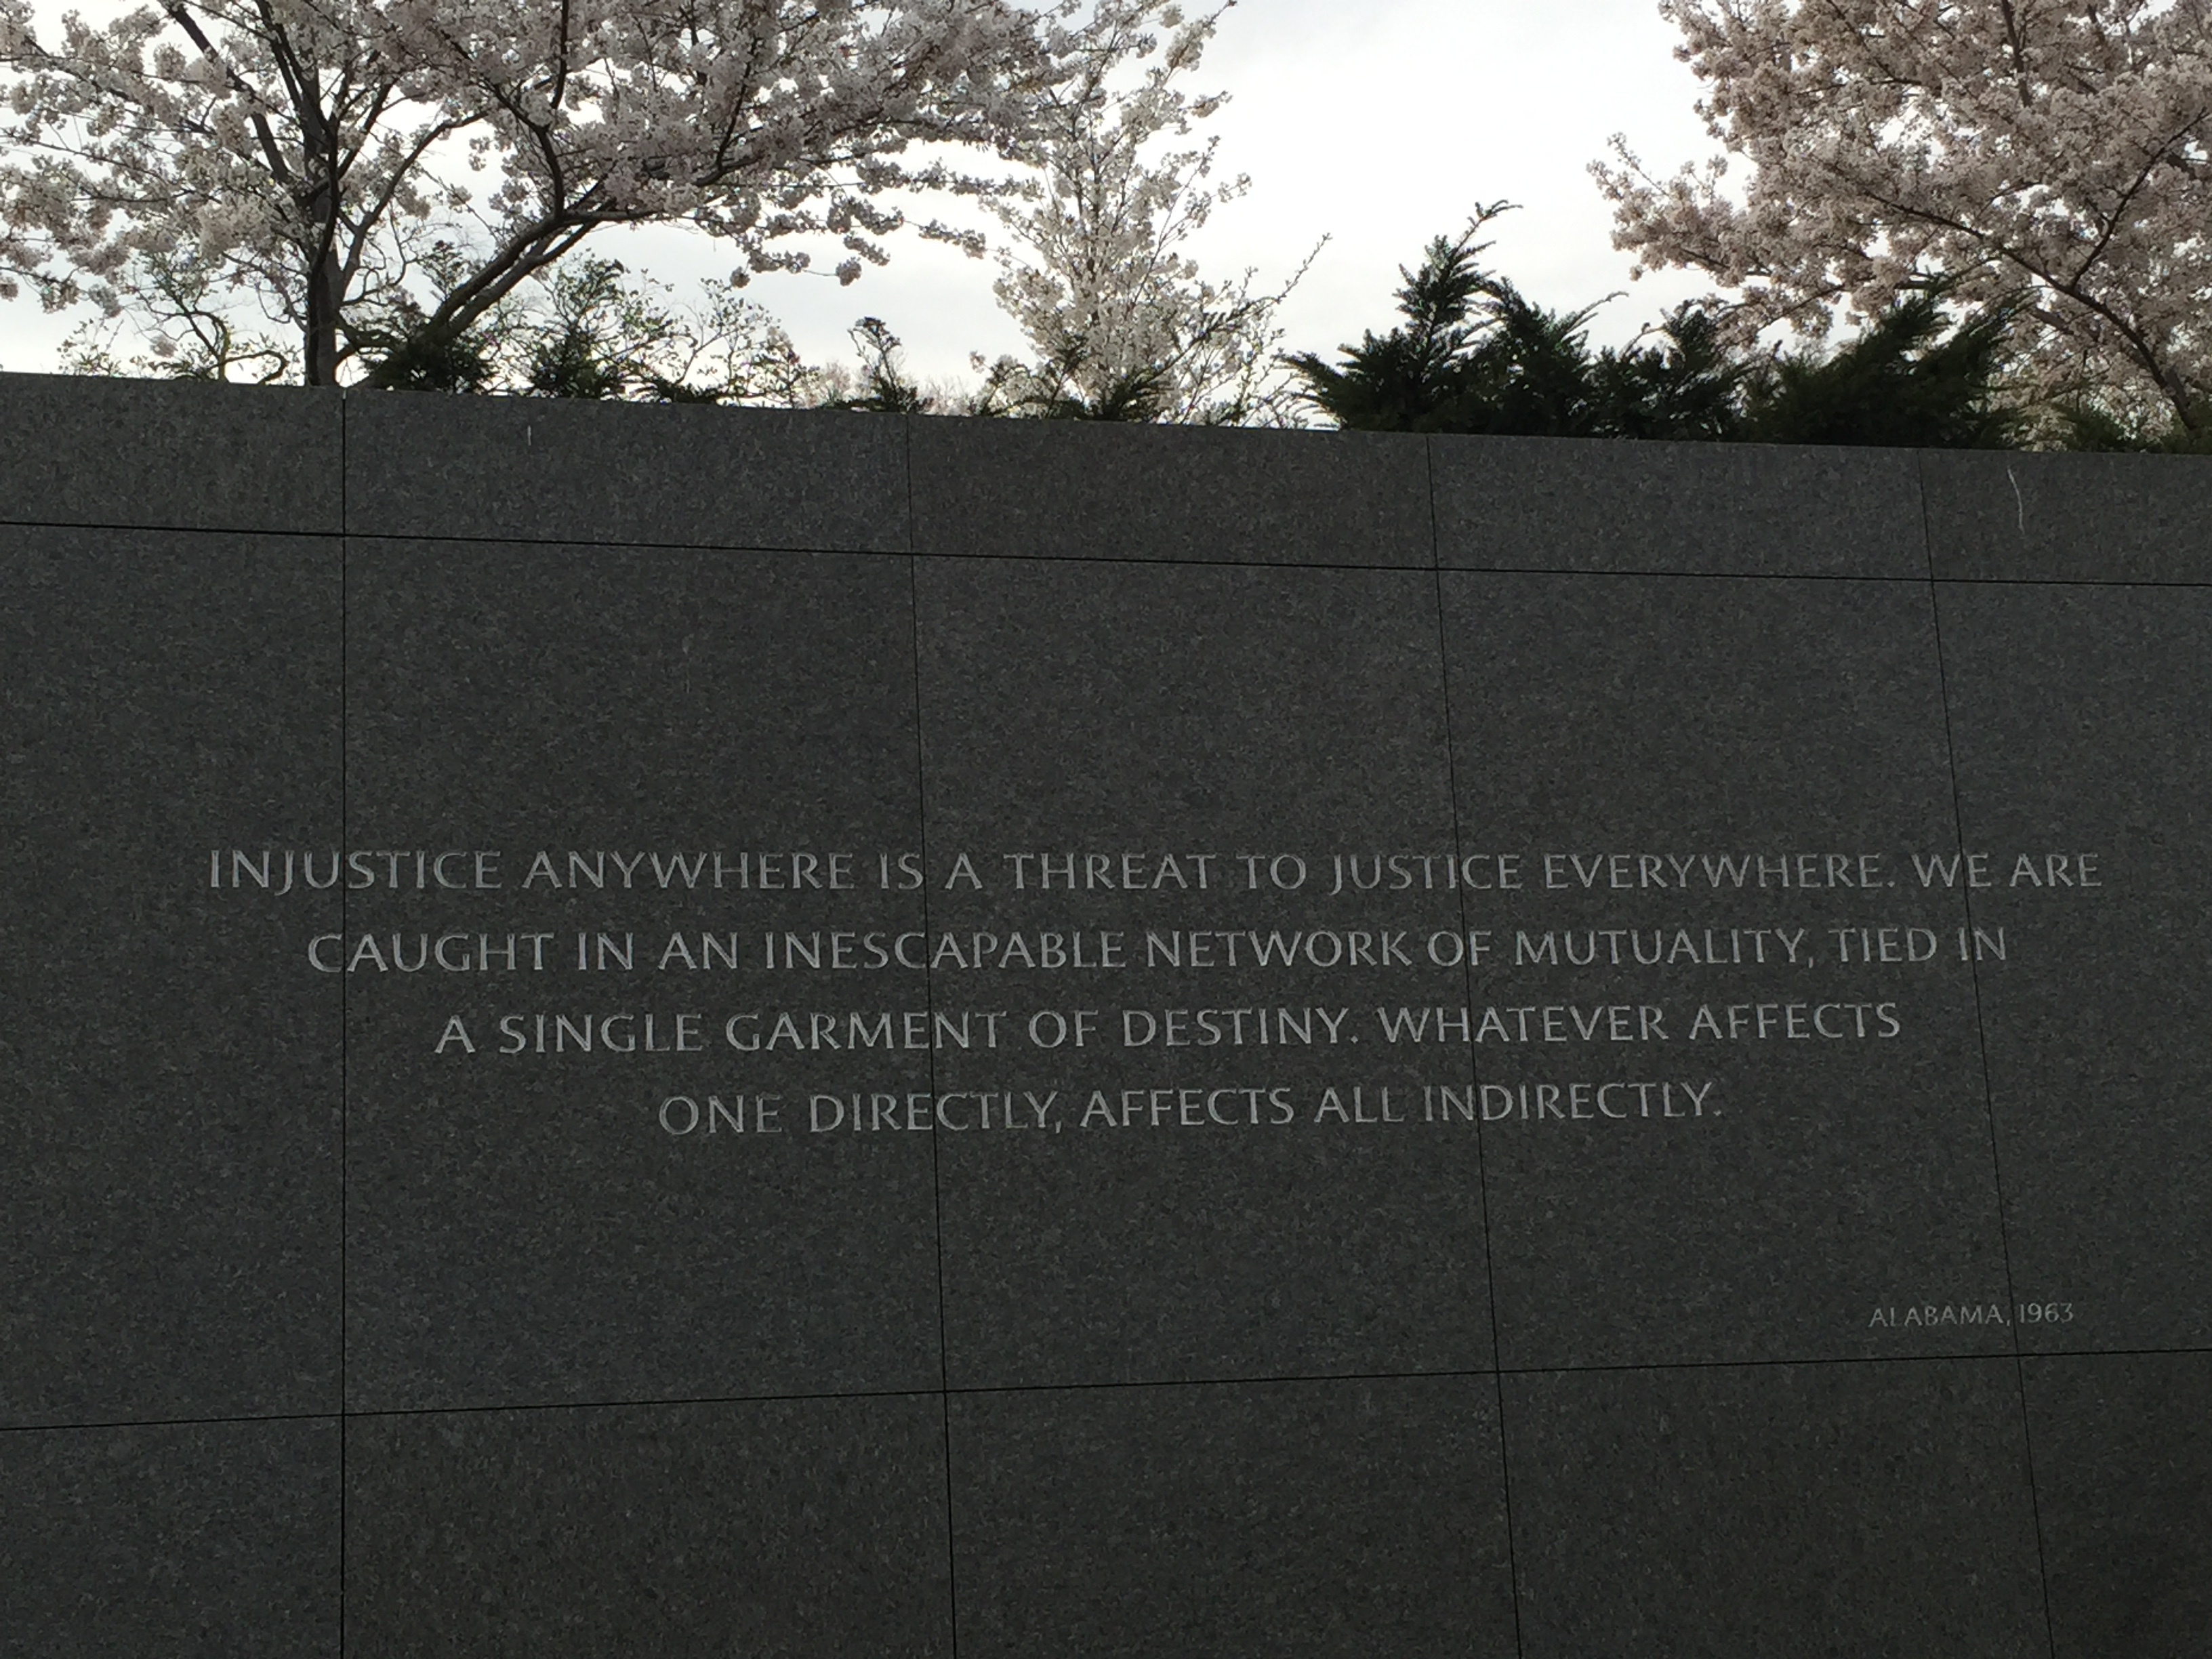 INJUSTICE ANYWHERE IS A THREAT TO JUSTICE EVERYWHERE. WE ARE
CAUGHT IN AN INESCAPABLE NETWORK OF MUTUALITY, TIED IN
A SINGLE GARMENT OF DESTINY. WHATEVER AFFECTS
ONE DIRECTLY, AFFECTS ALL INDIRECTLY.
ALABAMA, 1963